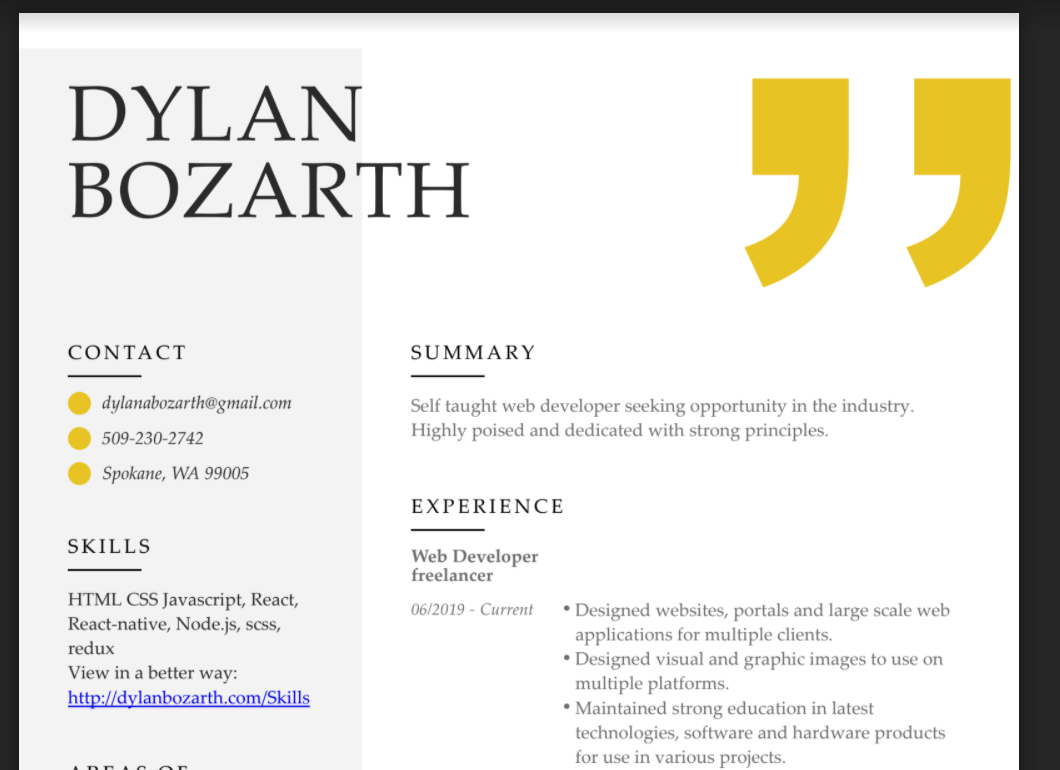 DYLAN
BOZARTH
CONTACT
dylanabozarth@gmail.com
509-230-2742
Spokane, WA 99005
SKILLS
HTML CSS Javascript, React,
React-native, Node.js, scss,
redux
View in a better way:
http://dylanbozarth.com/Skills
AREAS OF
SUMMARY
Self taught web developer seeking opportunity in the industry.
Highly poised and dedicated with strong principles.
EXPERIENCE
Web Developer
freelancer
06/2019 - Current
• Designed websites, portals and large scale web
applications for multiple clients.
• Designed visual and graphic images to use on
multiple platforms.
• Maintained strong education in latest
technologies, software and hardware products
for use in various projects.